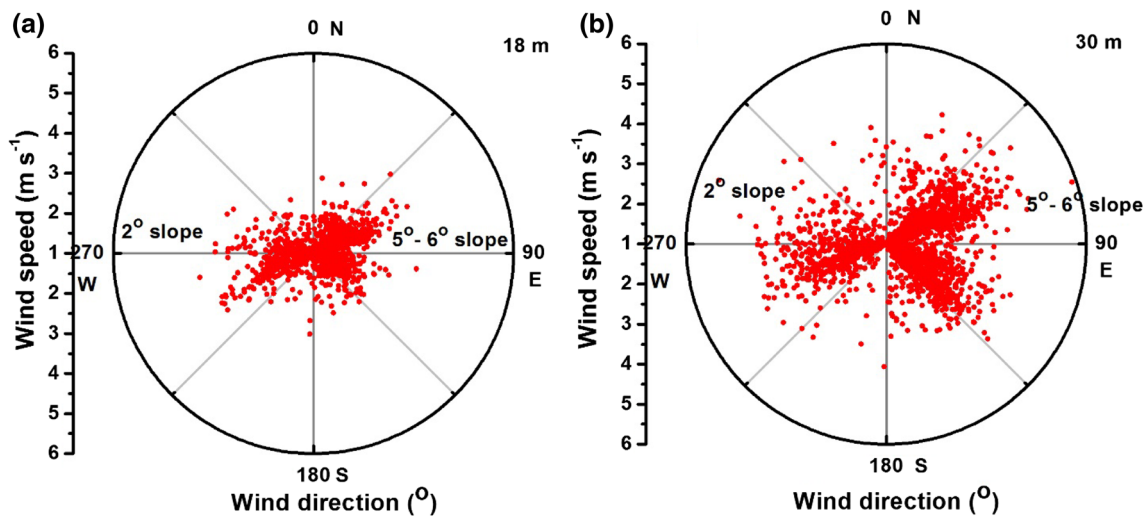 (a)
0 N
18 m
6
5
4
3
2
1
2
3
4
5
6
Wind speed (m s⁻¹)
2° slope
5°- 6° slope
270
W
90
E
180 S
Wind direction (°)
(b)
0 N
30 m
6
5
4
3
2
1
2
3
4
5
6
Wind speed (m s⁻¹)
2° slope
5°- 6° slope
270
W
90
E
180 S
Wind direction (°)